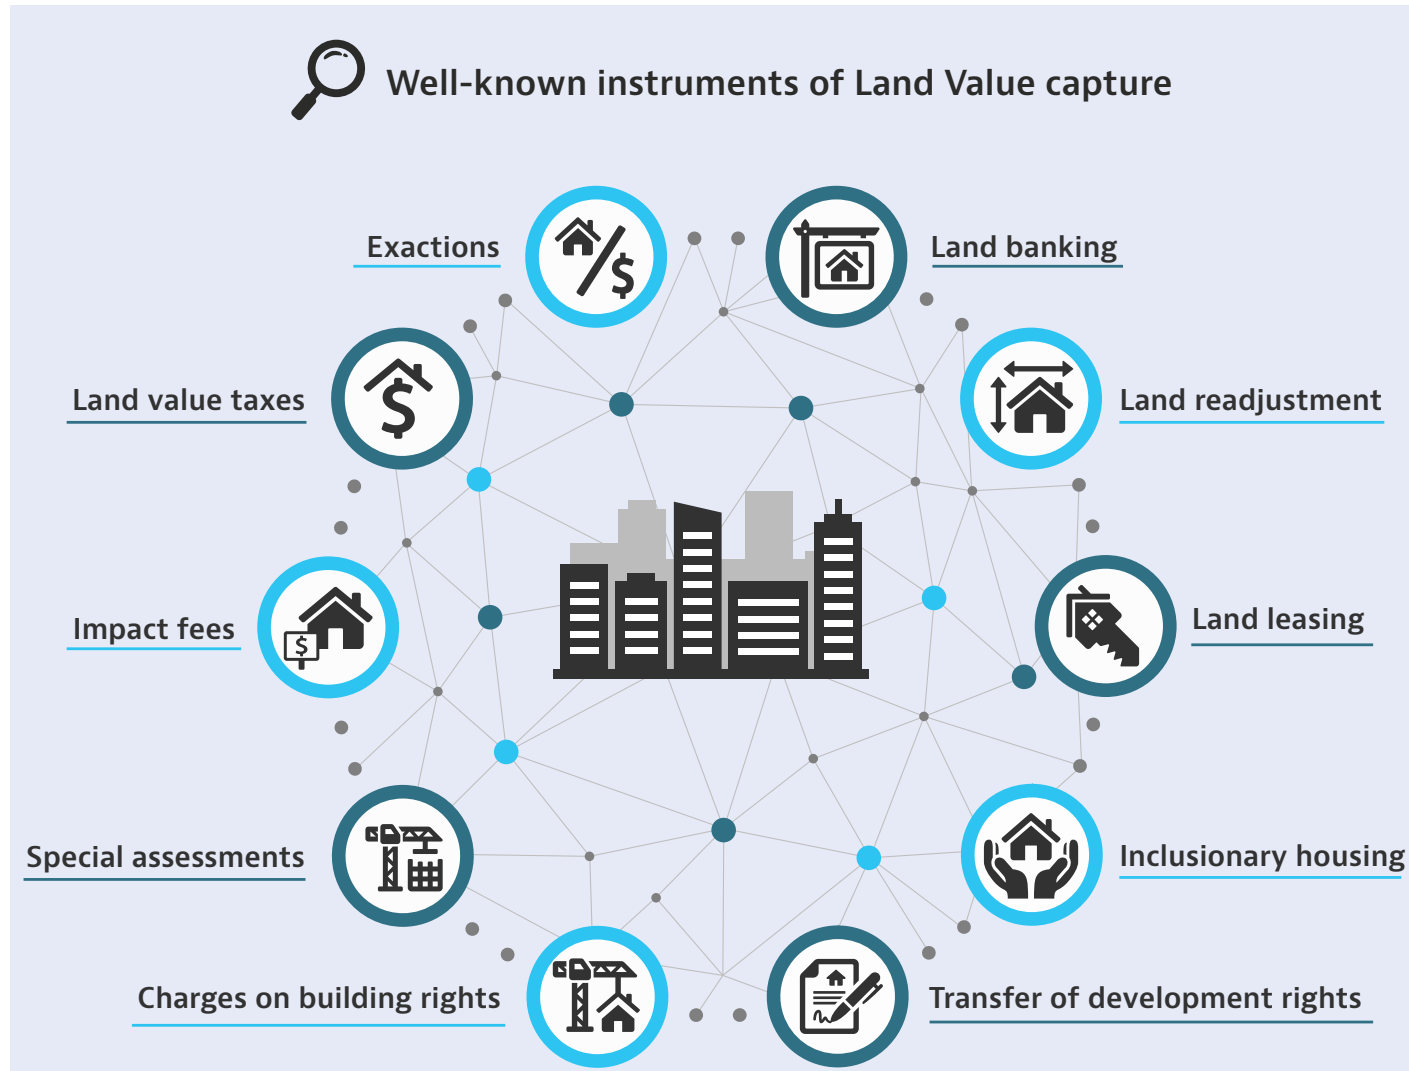 Well-known instruments of Land Value capture
Exactions
Land banking
Land value taxes
Land readjustment
Impact fees
Land leasing
Special assessments
Inclusionary housing
Charges on building rights
Transfer of development rights